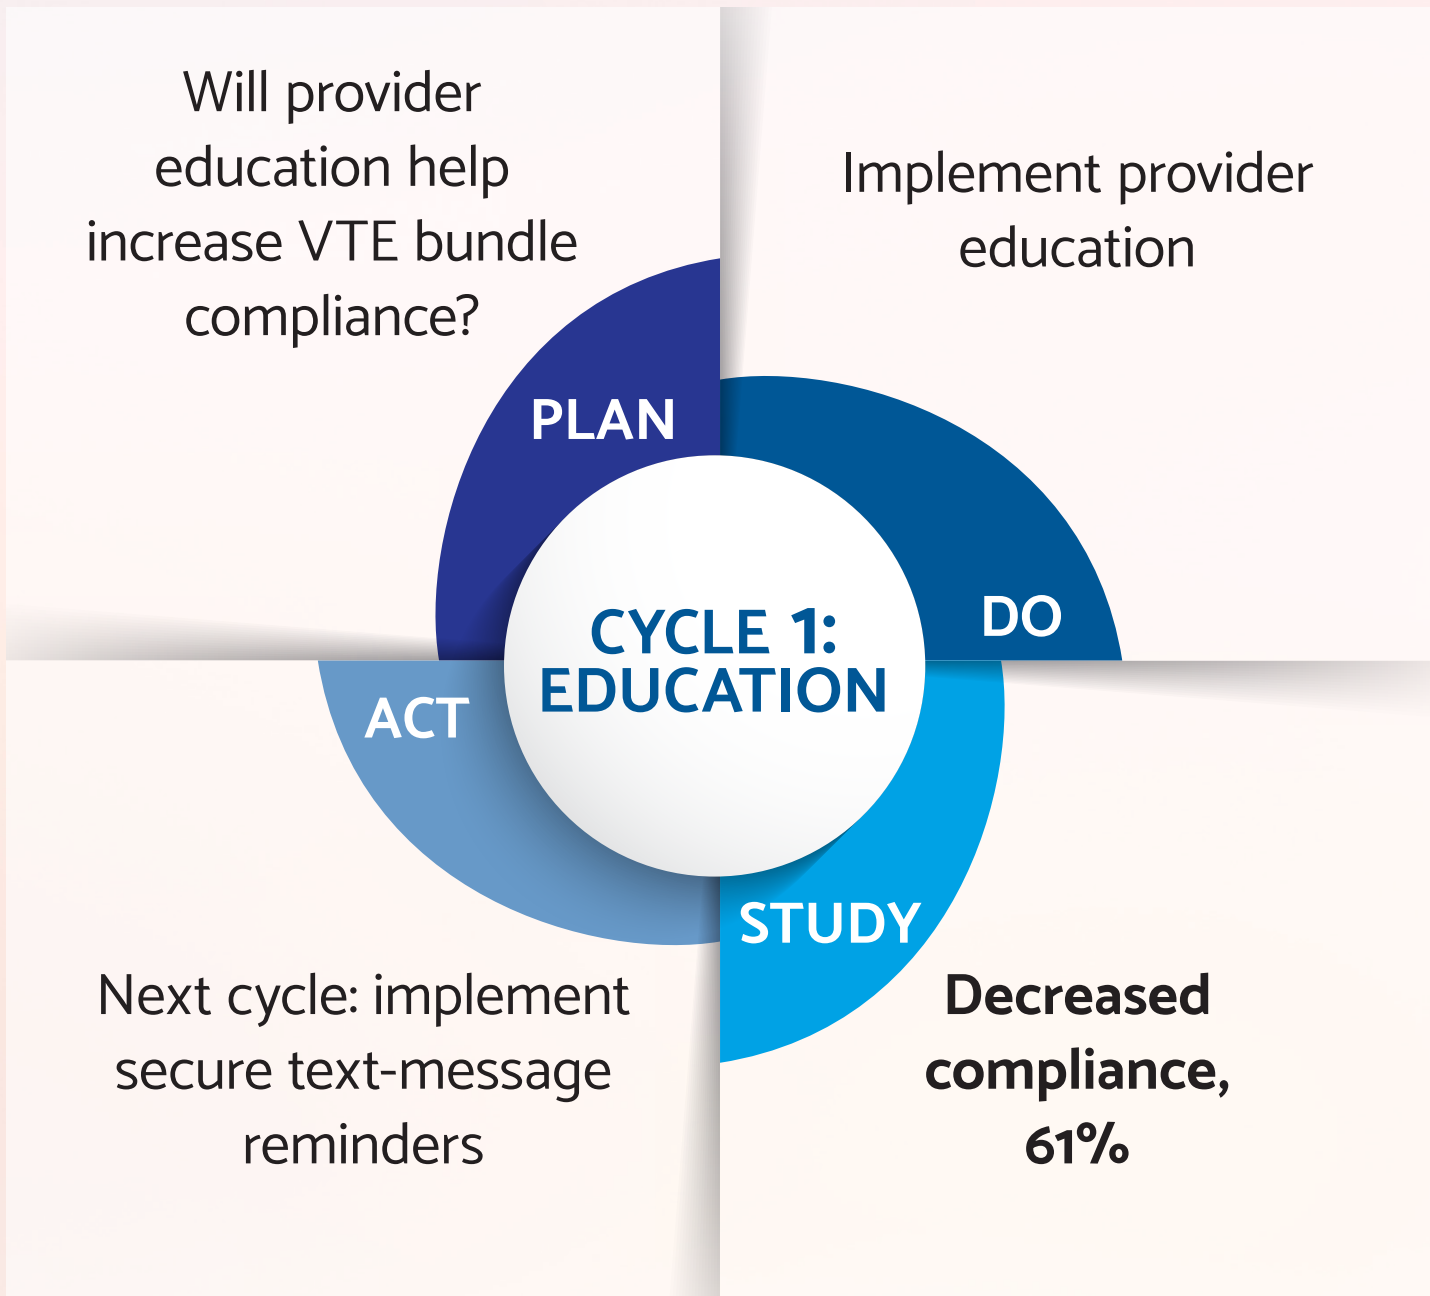 Will provider
education help
increase VTE bundle
compliance?
PLAN
Implement provider
education
DO
CYCLE 1:
EDUCATION
ACT
Next cycle: implement
secure text-message
reminders
STUDY
Decreased
compliance,
61%